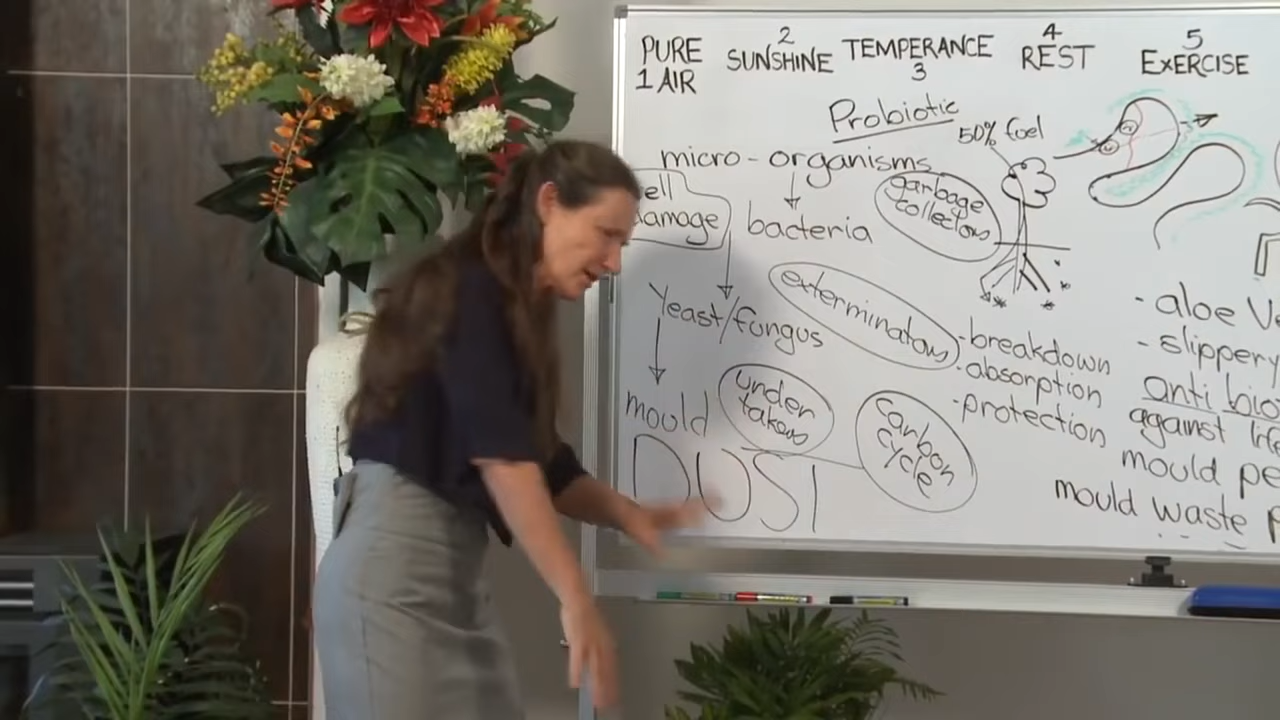 PURE
1 AIR
2
SUNSHINE
TEMPERANCE
3
4
REST
5
EXERCISE
Probiotic
50% fuel
micro-organisms
ell
damage
bacteria
garbage
collectors
Yeast/fungus
exterminators
mould
under
takers
carbon
cycle
DUST
-breakdown
-absorption
-protection
- aloe Ve
- slippery
anti bio
against life
mould pe
mould waste p